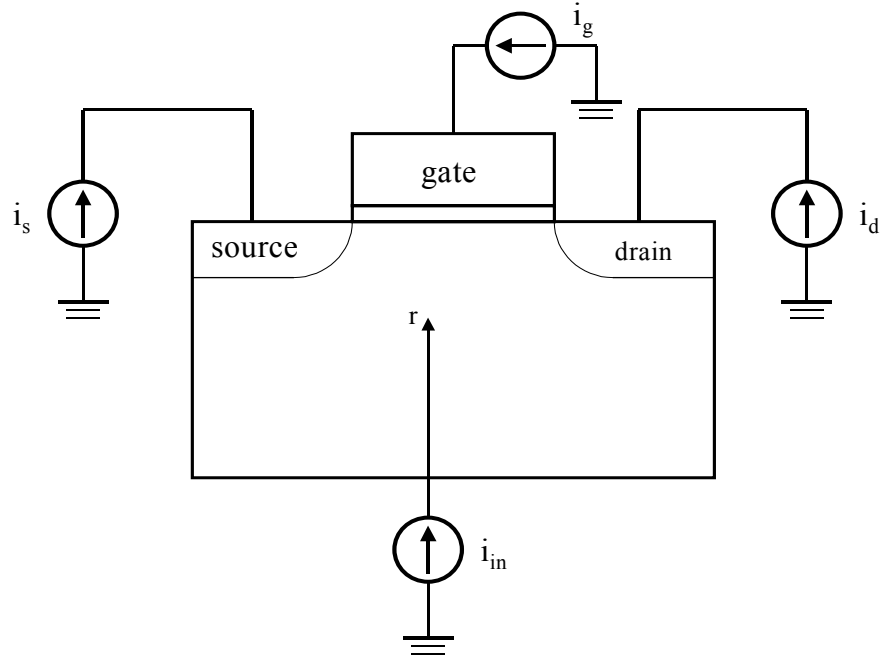 i_g
gate
i_s
i_d
source
drain
r
i_in